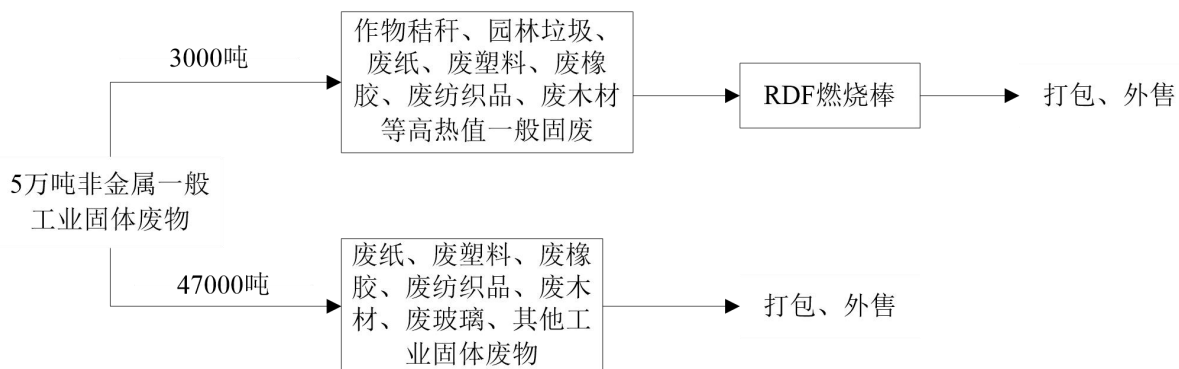 3000吨
作物秸秆、园林垃圾、
废纸、废塑料、废橡
胶、废纺织品、废木材
等高热值一般固废
RDF燃烧棒
打包、外售
5万吨非金属一般
工业固体废物
47000吨
废纸、废塑料、废橡
胶、废纺织品、废木
材、废玻璃、其他工
业固体废物
打包、外售